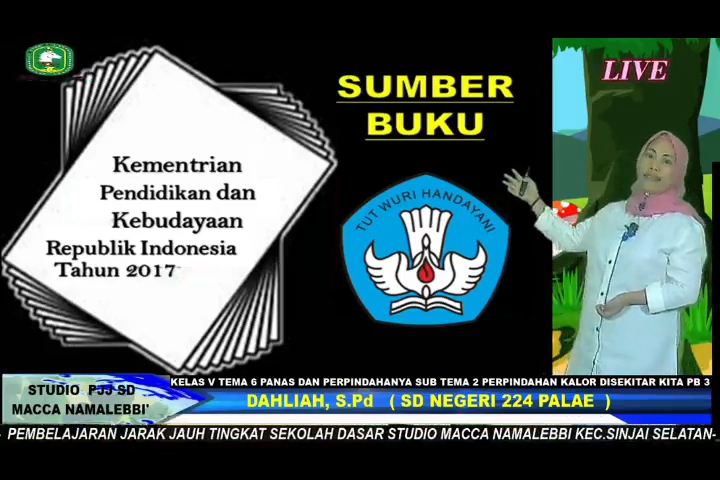 SUMBER
BUKU
LIVE
Kementrian
Pendidikan dan
Kebudayaan
Republik Indonesia
Tahun 2017
TUT WURI HANDAYANI
KELAS V TEMA 6 PANAS DAN PERPINDAHANYA SUB TEMA 2 PERPINDAHAN KALOR DISEKITAR KITA PB 3
STUDIO PJJ SD
MACCA NAMALEBBI'
DAHLIAH, S.Pd ( SD NEGERI 224 PALAE )
- PEMBELAJARAN JARAK JAUH TINGKAT SEKOLAH DASAR STUDIO MACCA NAMALEBBI KEC.SINJAI SELATAN-